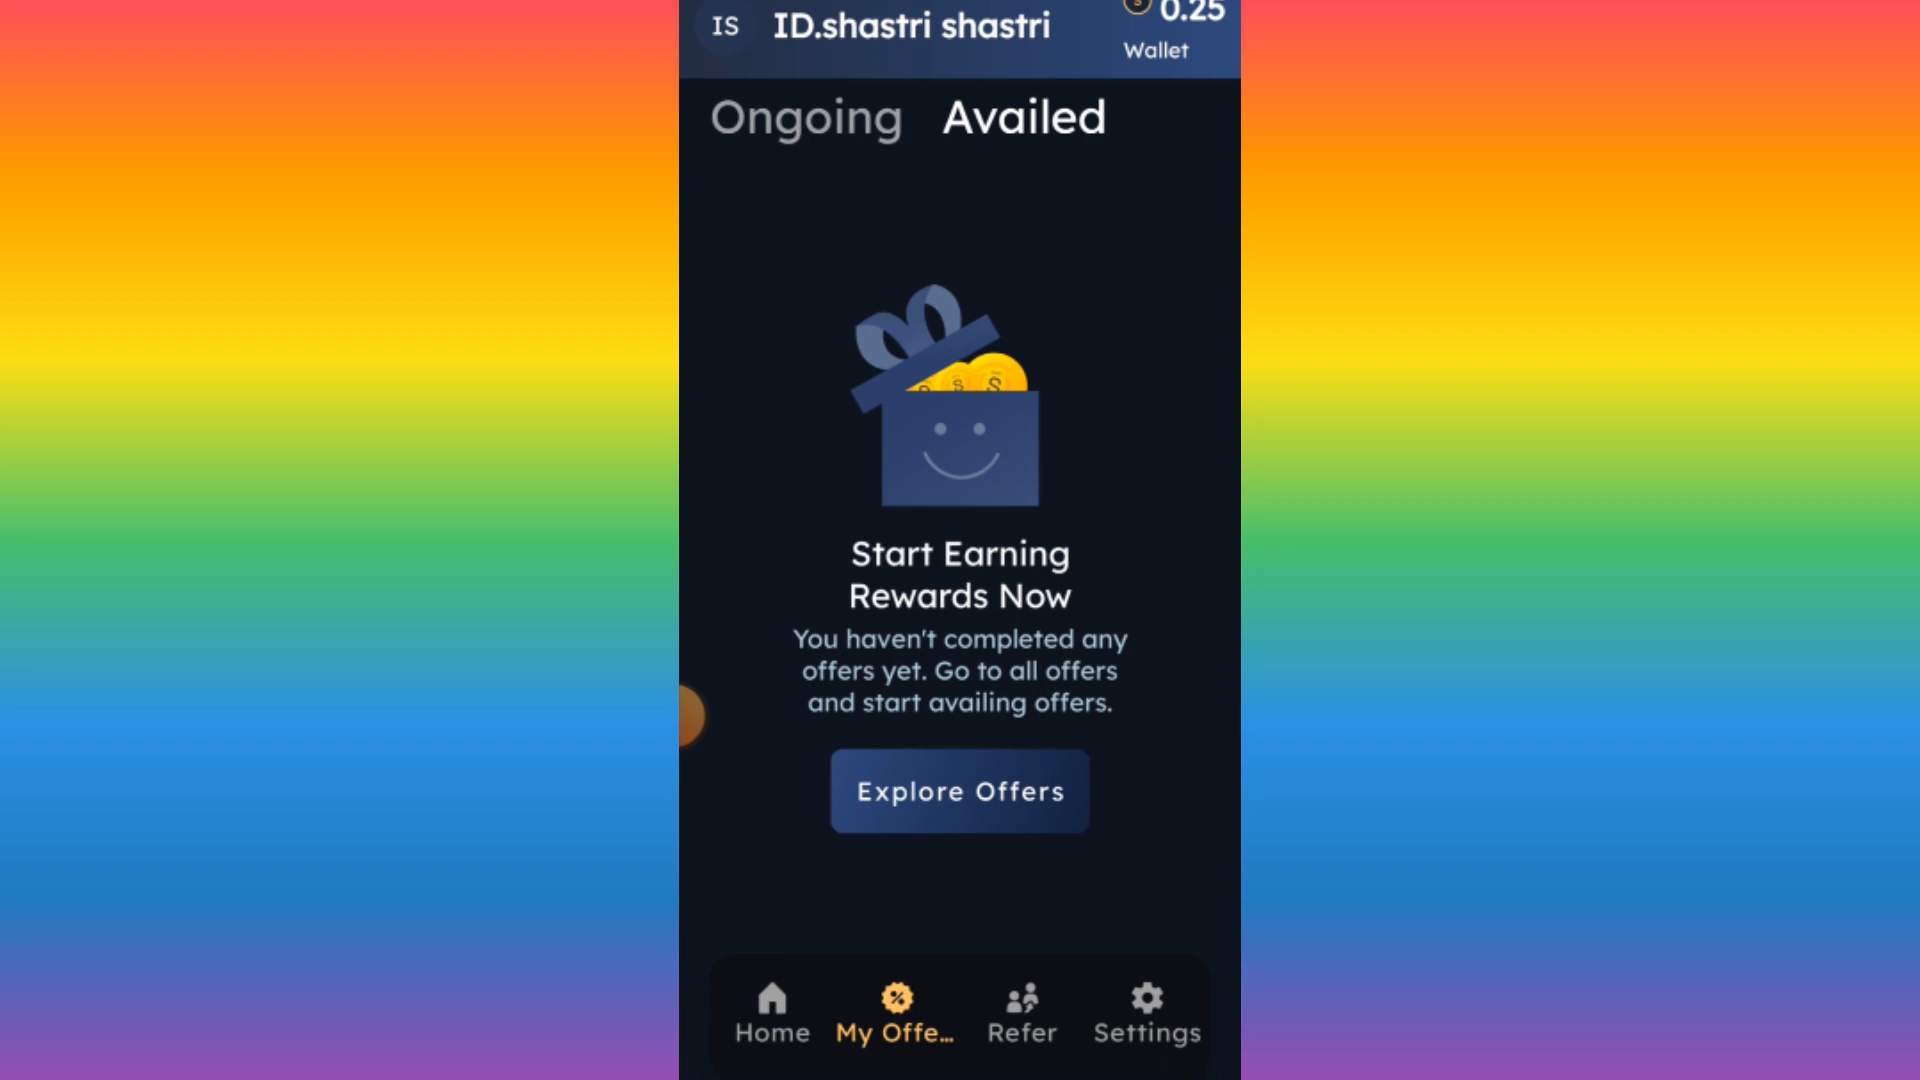 IS
ID.shastri shastri
0.25
Wallet
Ongoing
Availed
S
S
Start Earning
Rewards Now
You haven't completed any
offers yet. Go to all offers
and start availing offers.
Explore Offers
Home
My Offe...
Refer
Settings